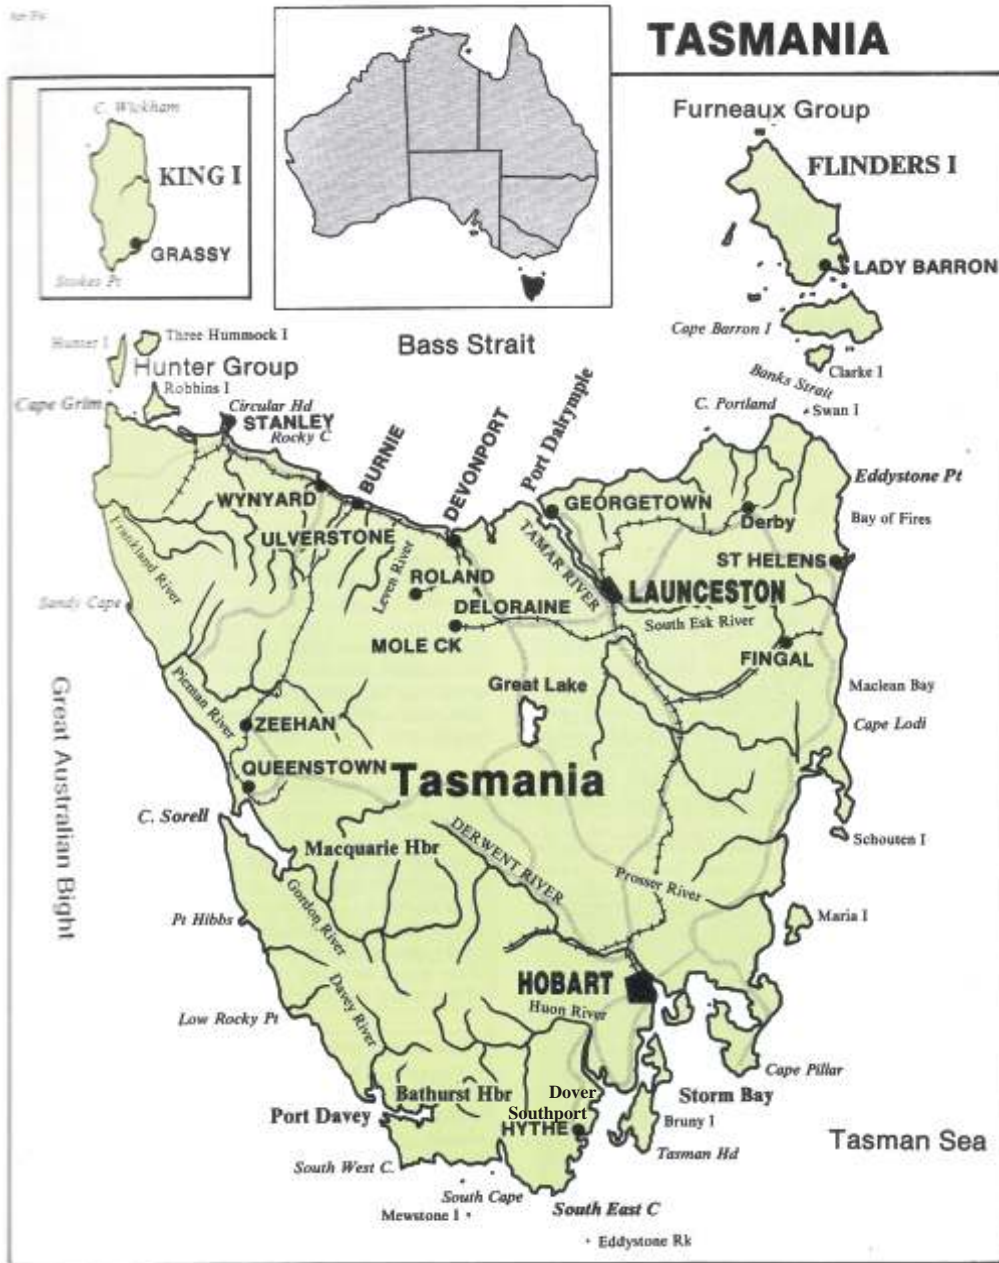 TASMANIA
C. Wickham
KING I
GRASSY
Stokes Pt
Furneaux Group
FLINDERS I
LADY BARRON
Cape Barron I
Clarke I
Banks Strait
Swan I
C. Portland
Bass Strait
Hunter I
Three Hummock I
Hunter Group
Robbins I
Cape Grim
Circular Hd
STANLEY
Rocky C
BURNIE
DEVONPORT
Port Dalrymple
WYNYARD
ULVERSTONE
GEORGETOWN
Derby
Eddystone Pt
Bay of Fires
Frankland River
Leven River
TAMAR RIVER
ST HELENS
ROLAND
LAUNCESTON
Sandy Cape
DELORAINE
South Esk River
MOLE CK
FINGAL
Great Lake
Maclean Bay
Pieman River
ZEEHAN
Cape Lodi
Great Australian Bight
QUEENSTOWN
Tasmania
C. Sorell
Macquarie Hbr
DERWENT RIVER
Schouten I
Prosser River
Gordon River
Pt Hibbs
Maria I
HOBART
Huon River
Low Rocky Pt
Davey River
Cape Pillar
Bathurst Hbr
Dover
Storm Bay
Port Davey
Southport
HYTHE
Bruny I
Tasman Hd
Tasman Sea
South West C.
South Cape
Mewstone I
South East C
Eddystone Rk